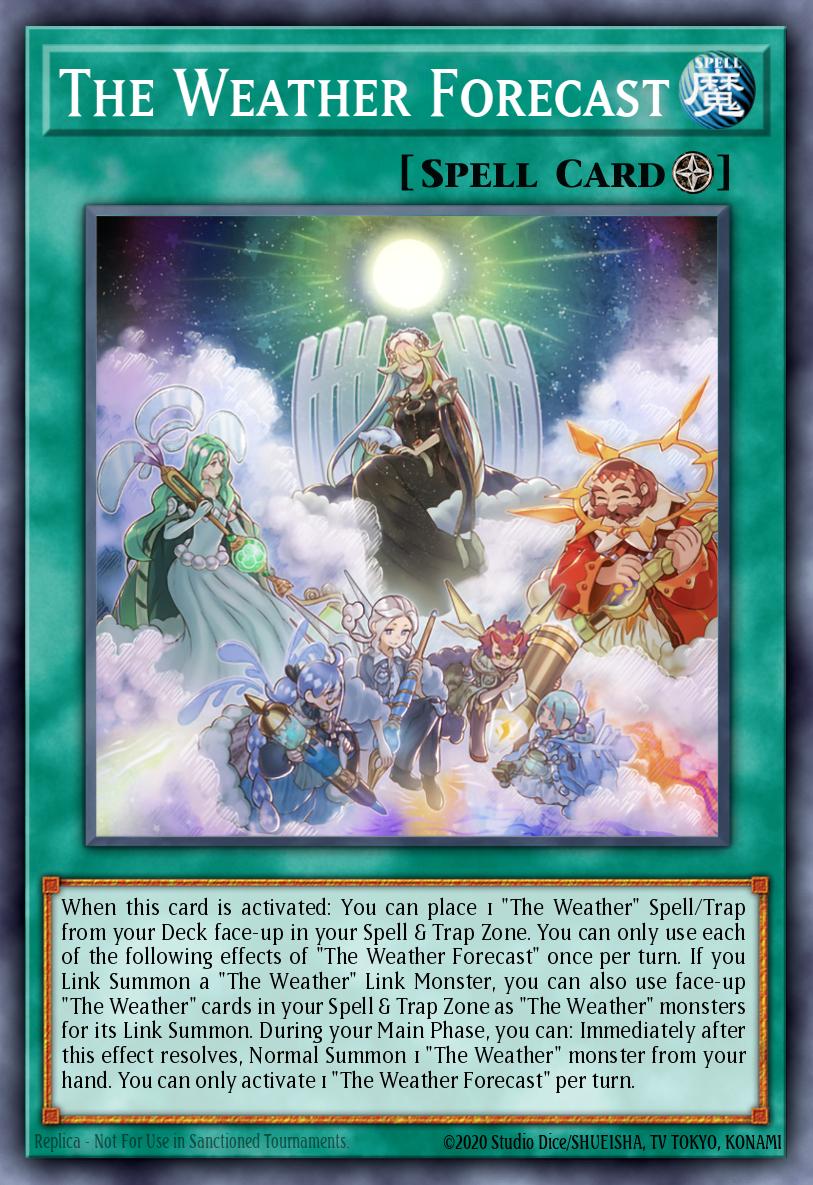 The Weather Forecast
SPELL
魔
[Spell Card]
When this card is activated: You can place 1 "The Weather" Spell/Trap
from your Deck face-up in your Spell & Trap Zone. You can only use each
of the following effects of "The Weather Forecast" once per turn. If you
Link Summon a "The Weather" Link Monster, you can also use face-up
"The Weather" cards in your Spell & Trap Zone as "The Weather" monsters
for its Link Summon. During your Main Phase, you can: Immediately after
this effect resolves, Normal Summon 1 "The Weather" monster from your
hand. You can only activate 1 "The Weather Forecast" per turn.
Replica - Not For Use in Sanctioned Tournaments.
©2020 Studio Dice/SHUEISHA, TV TOKYO, KONAMI